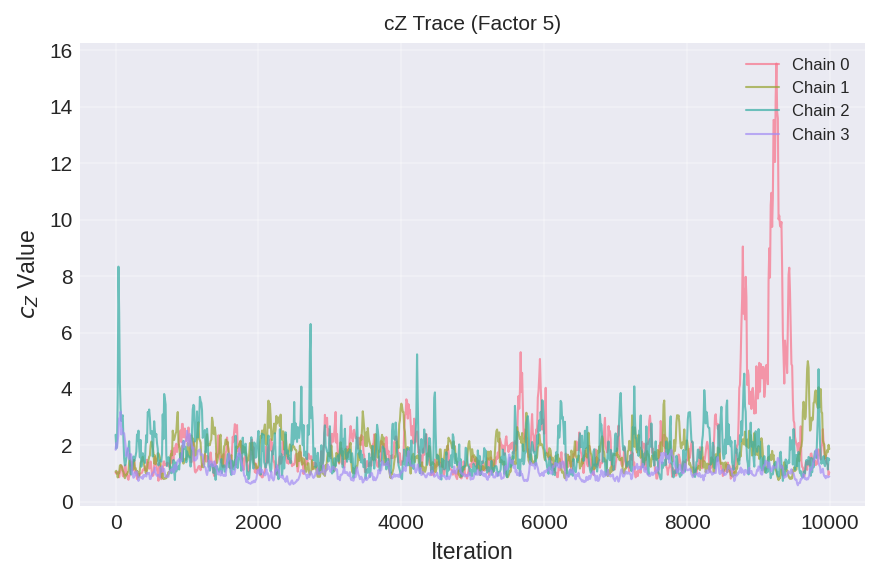 cZ Trace (Factor 5)
Chain 0
Chain 1
Chain 2
Chain 3
16
14
12
10
8
6
4
2
0
cZ Value
0 2000 4000 6000 8000 10000
Iteration